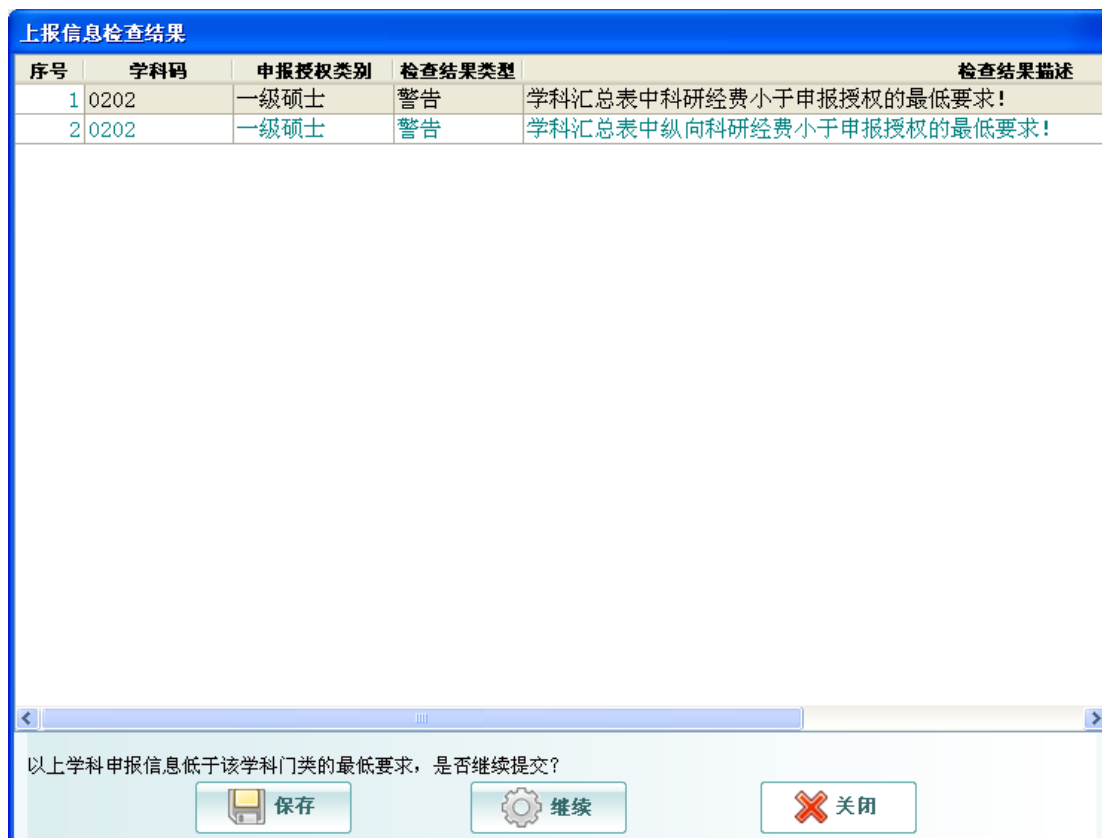 上报信息检查结果
序号 学科码 申报授权类别 检查结果类型 检查结果描述
1 0202 一级硕士 警告 学科汇总表中科研经费小于申报授权的最低要求!
2 0202 一级硕士 警告 学科汇总表中纵向科研经费小于申报授权的最低要求!
以上学科申报信息低于该学科门类的最低要求，是否继续提交?
保存 继续 关闭